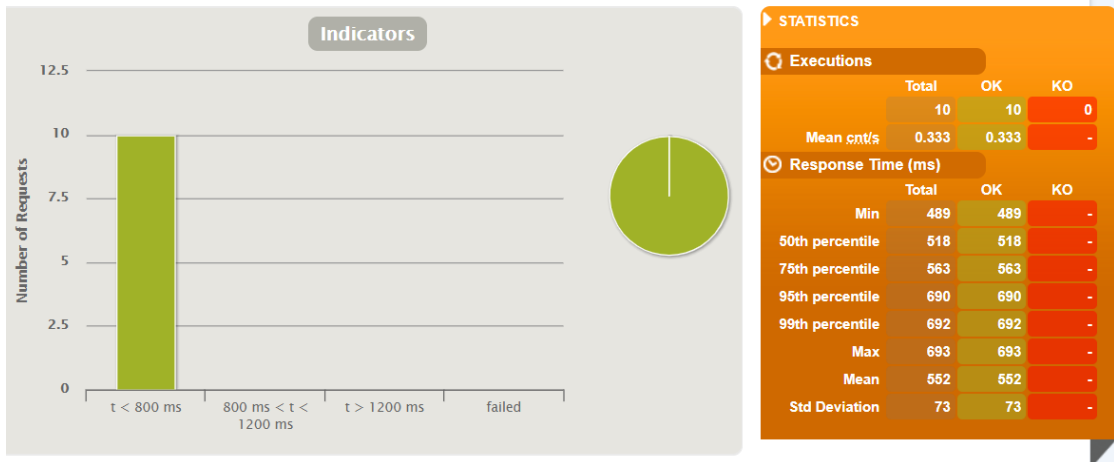 Indicators
12.5
10
7.5
5
2.5
0
Number of Requests
t < 800 ms
800 ms < t <
1200 ms
t > 1200 ms
failed
STATISTICS
Executions
Total OK KO
10 10 0
Mean cnt/s 0.333 0.333 -
Response Time (ms)
Total OK KO
Min 489 489 -
50th percentile 518 518 -
75th percentile 563 563 -
95th percentile 690 690 -
99th percentile 692 692 -
Max 693 693 -
Mean 552 552 -
Std Deviation 73 73 -